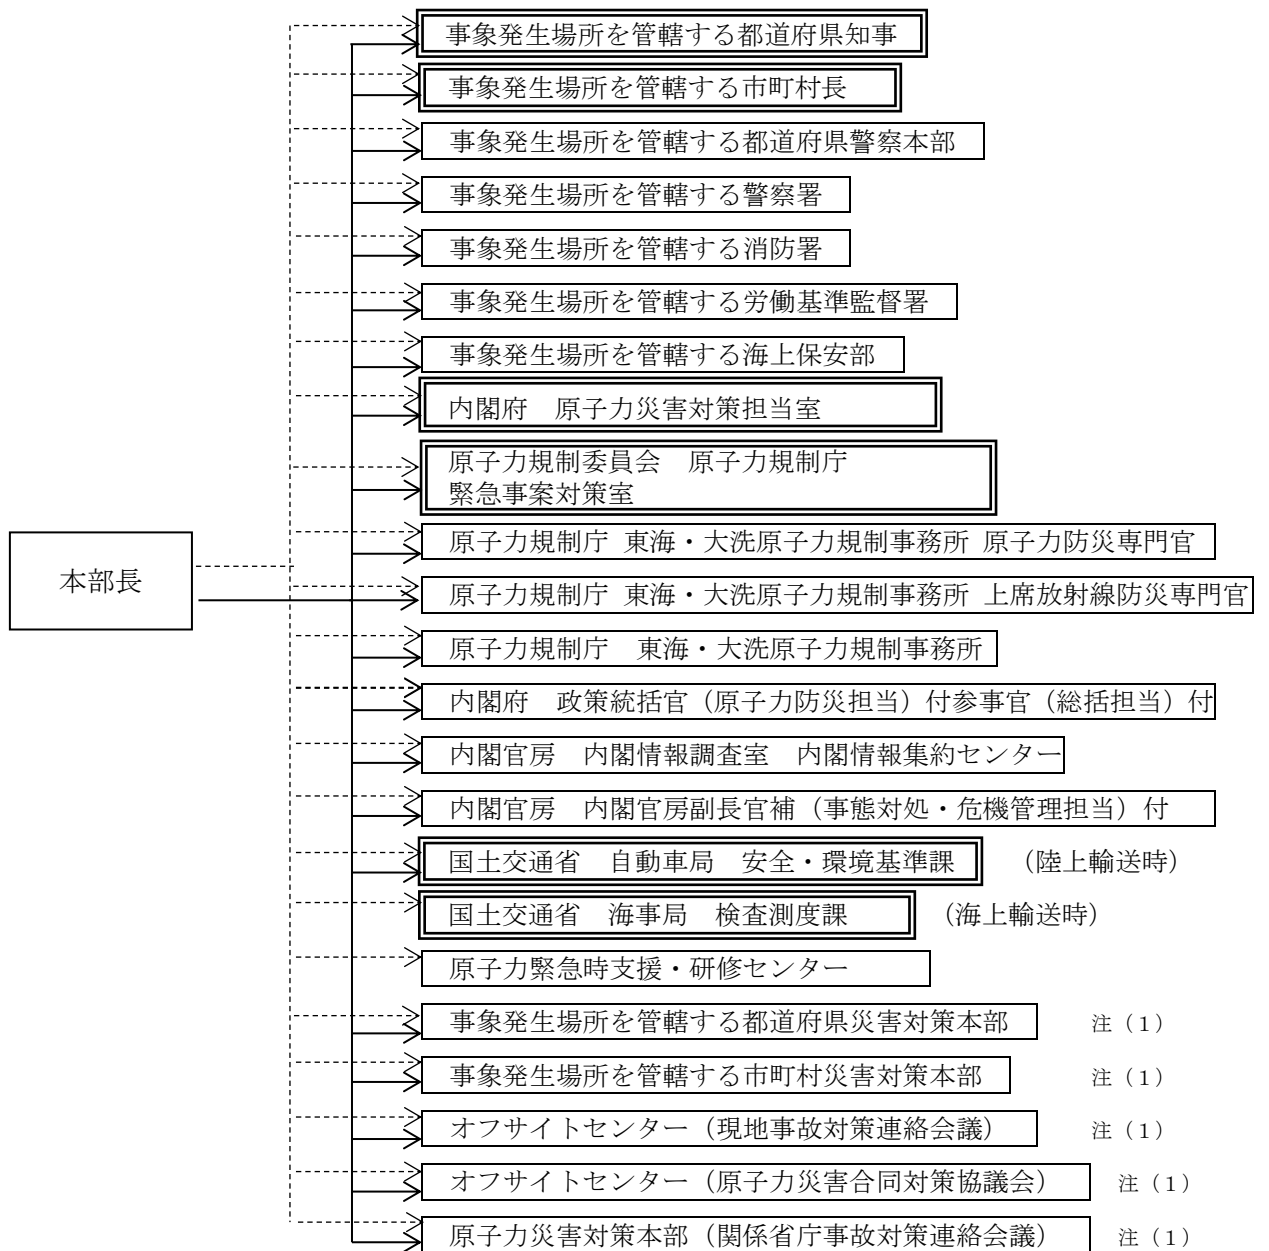 事象発生場所を管轄する都道府県知事
事象発生場所を管轄する市町村長
事象発生場所を管轄する都道府県警察本部
事象発生場所を管轄する警察署
事象発生場所を管轄する消防署
事象発生場所を管轄する労働基準監督署
事象発生場所を管轄する海上保安部
内閣府　原子力災害対策担当室
原子力規制委員会　原子力規制庁
緊急事案対策室
原子力規制庁 東海・大洗原子力規制事務所 原子力防災専門官
本部長
原子力規制庁 東海・大洗原子力規制事務所 上席放射線防災専門官
原子力規制庁　東海・大洗原子力規制事務所
内閣府　政策統括官（原子力防災担当）付参事官（総括担当）付
内閣官房　内閣情報調査室　内閣情報集約センター
内閣官房　内閣官房副長官補（事態対処・危機管理担当）付
国土交通省　自動車局　安全・環境基準課　（陸上輸送時）
国土交通省　海事局　検査測度課　（海上輸送時）
原子力緊急時支援・研修センター
事象発生場所を管轄する都道府県災害対策本部　注（１）
事象発生場所を管轄する市町村災害対策本部　注（１）
オフサイトセンター（現地事故対策連絡会議）　注（１）
オフサイトセンター（原子力災害合同対策協議会）　注（１）
原子力災害対策本部（関係省庁事故対策連絡会議）　注（１）